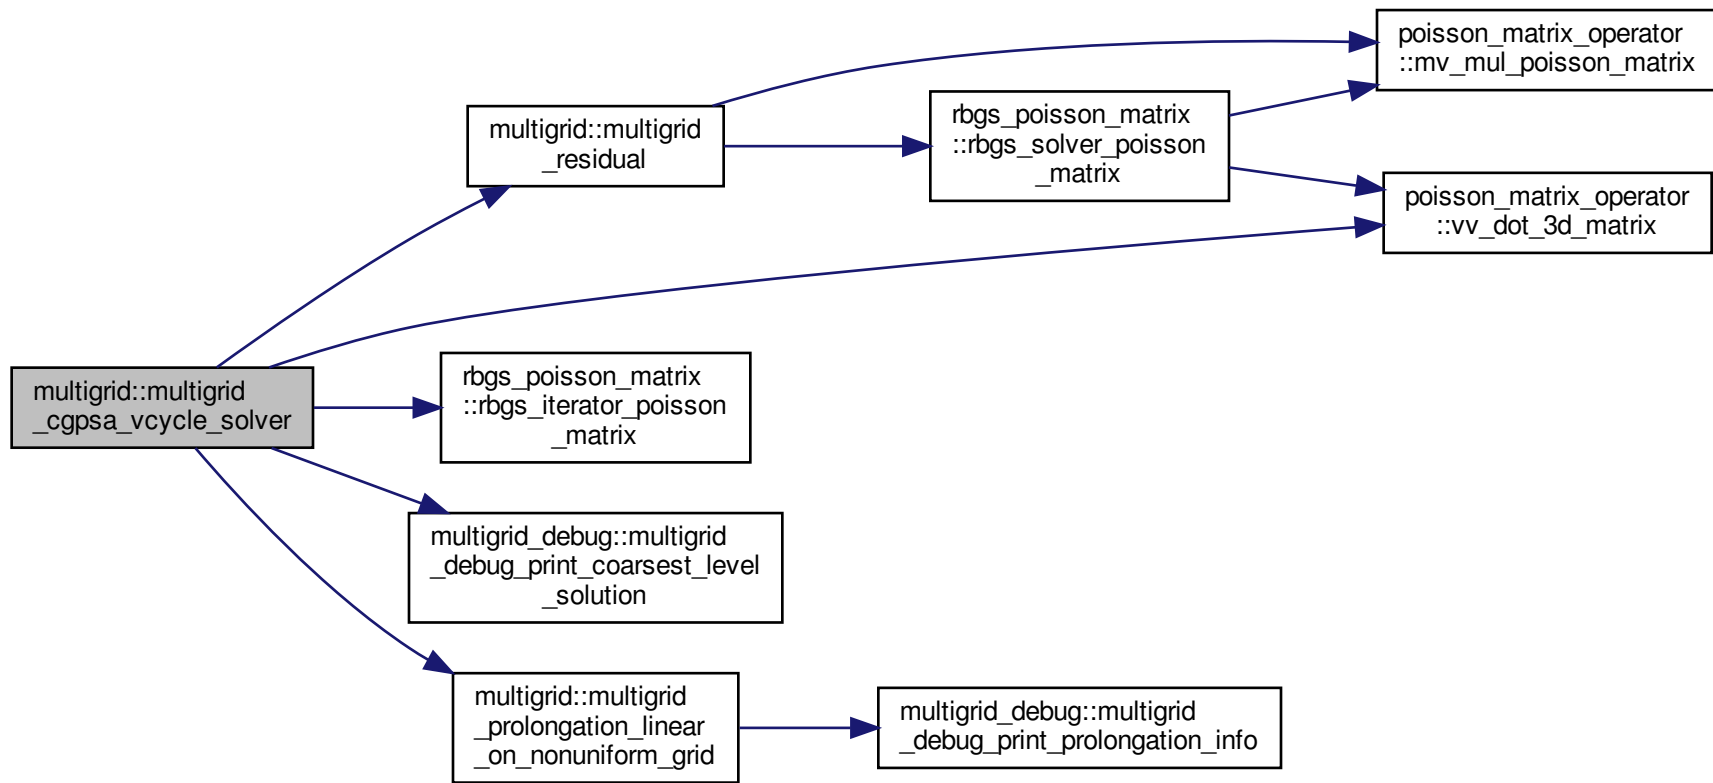 multigrid::multigrid
_cgpsa_vcycle_solver
multigrid::multigrid
_residual
rbgs_poisson_matrix
::rbgs_solver_poisson
_matrix
poisson_matrix_operator
::mv_mul_poisson_matrix
poisson_matrix_operator
::vv_dot_3d_matrix
rbgs_poisson_matrix
::rbgs_iterator_poisson
_matrix
multigrid_debug::multigrid
_debug_print_coarsest_level
_solution
multigrid::multigrid
_prolongation_linear
_on_nonuniform_grid
multigrid_debug::multigrid
_debug_print_prolongation_info